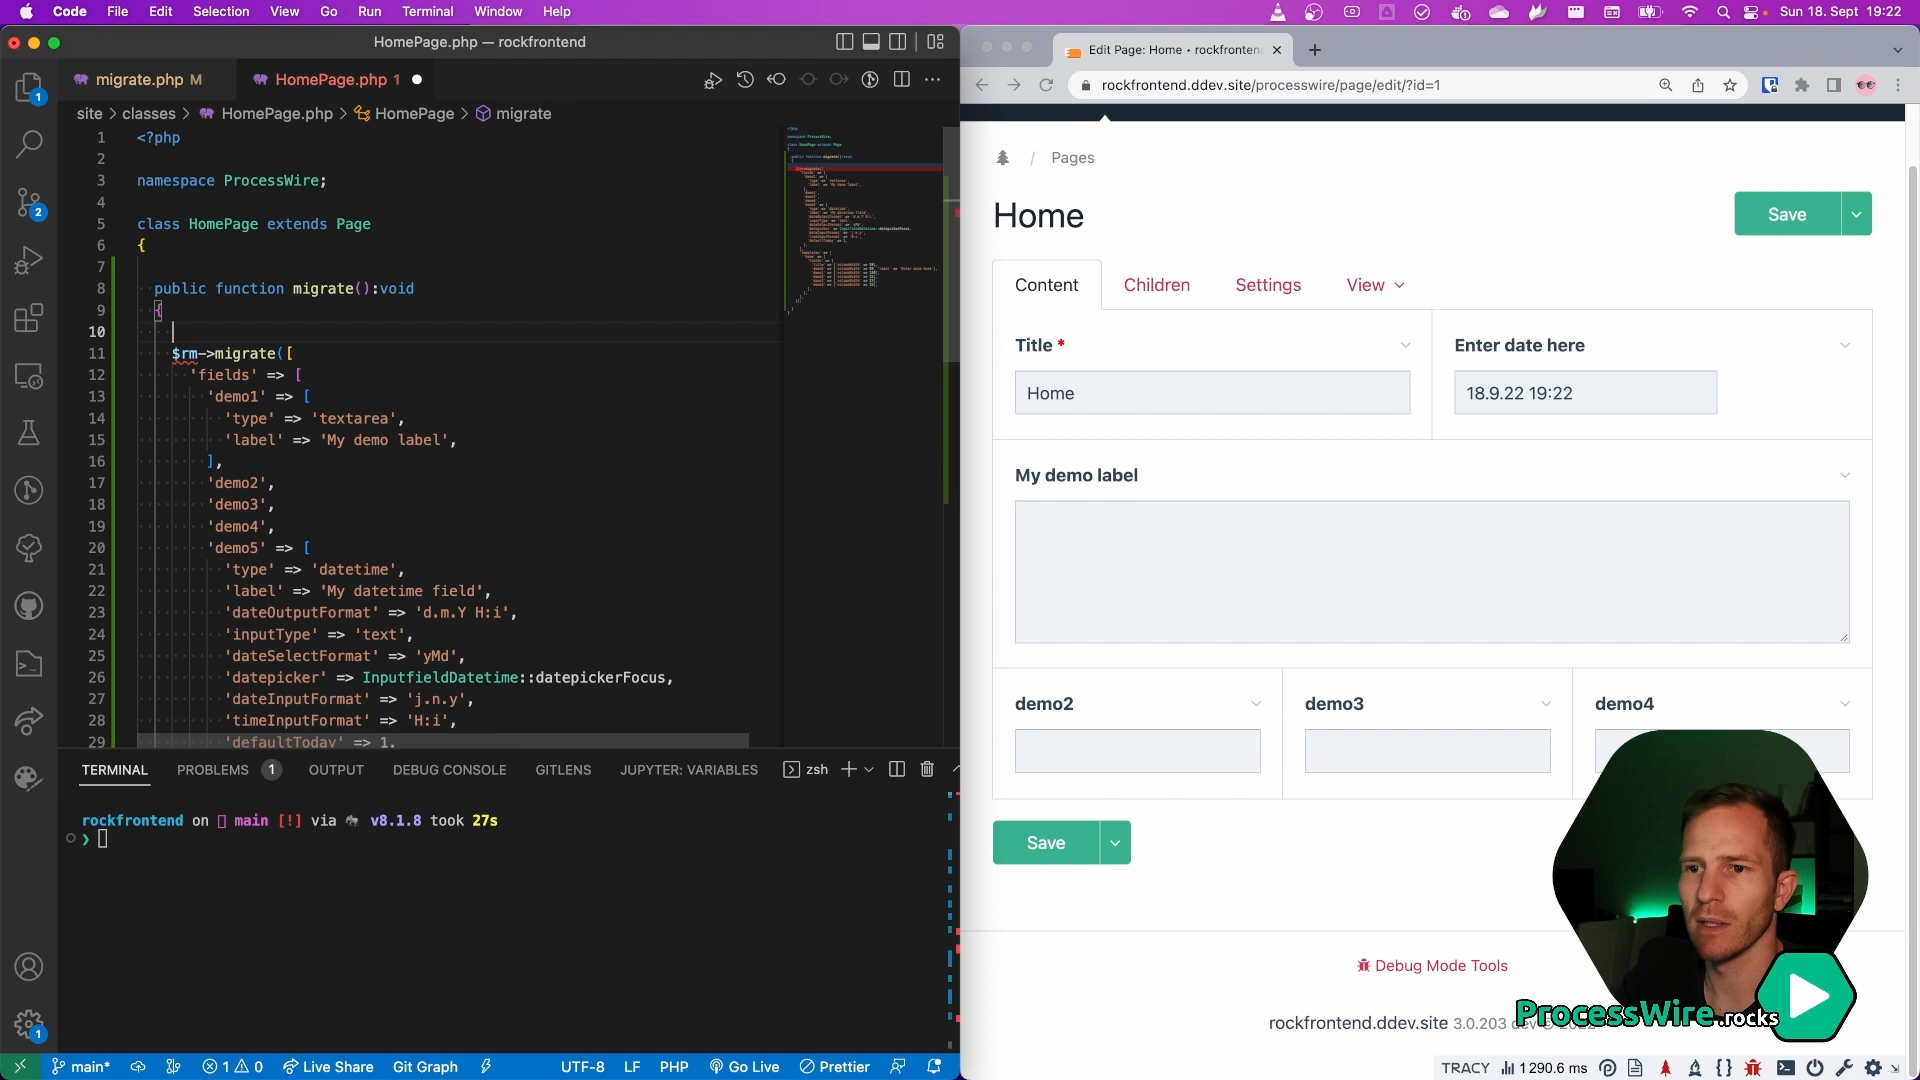 Code File Edit Selection View Go Run Terminal Window Help
Sun 18. Sept 19:22
HomePage.php — rockfrontend
migrate.php M
HomePage.php 1
site > classes > HomePage.php > HomePage > migrate
1 <?php
2
3 namespace ProcessWire;
4
5 class HomePage extends Page
6 {
7
8 public function migrate():void
9 {
10
11 $rm->migrate([
12 'fields' => [
13 'demo1' => [
14 'type' => 'textarea',
15 'label' => 'My demo label',
16 ],
17 'demo2',
18 'demo3',
19 'demo4',
20 'demo5' => [
21 'type' => 'datetime',
22 'label' => 'My datetime field',
23 'dateOutputFormat' => 'd.m.Y H:i',
24 'inputType' => 'text',
25 'dateSelectFormat' => 'yMd',
26 'datepicker' => InputfieldDatetime::datepickerFocus,
27 'dateInputFormat' => 'j.n.y',
28 'timeInputFormat' => 'H:i',
29 'defaultToday' => 1,
TERMINAL PROBLEMS 1 OUTPUT DEBUG CONSOLE GITLENS JUPYTER: VARIABLES zsh
rockfrontend on main [!] via v8.1.8 took 27s
❯
1
2
1
main* 1 0 Live Share Git Graph UTF-8 LF PHP Go Live Prettier
Edit Page: Home • rockfronten
rockfrontend.ddev.site/processwire/page/edit/?id=1
/ Pages
Home
Save
Content Children Settings View
Title *
Enter date here
Home
18.9.22 19:22
My demo label
demo2
demo3
demo4
Save
Debug Mode Tools
rockfrontend.ddev.site 3.0.203 dev
ProcessWire.rocks
TRACY 1 290.6 ms